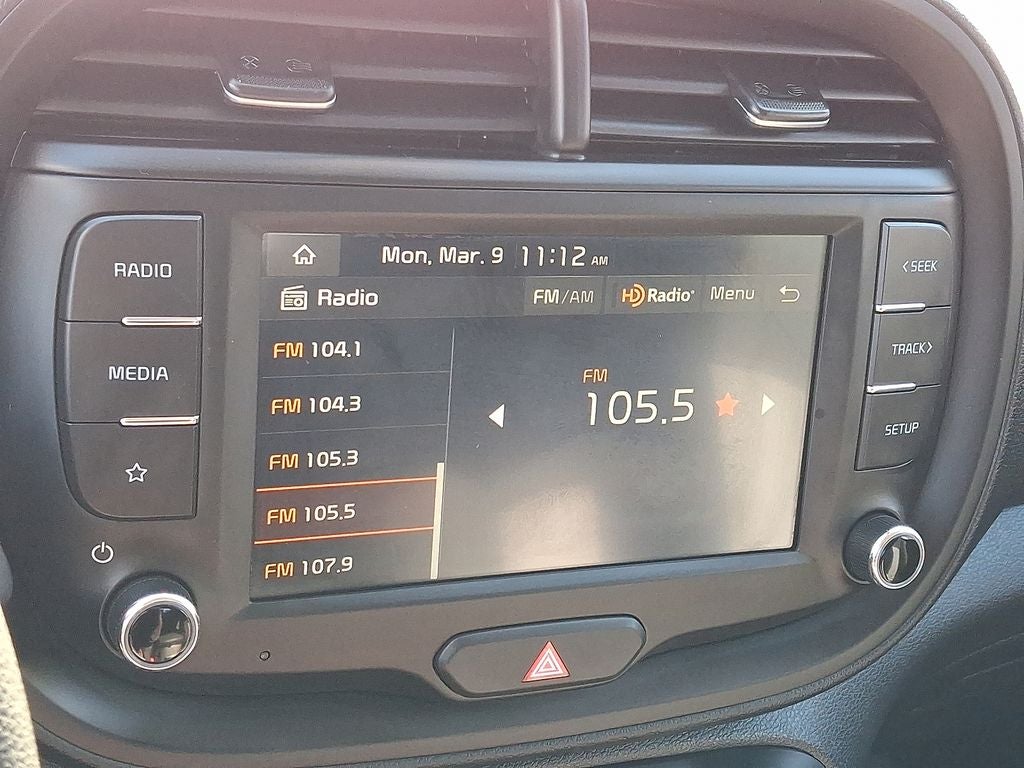 Mon, Mar. 9 11:12 AM
Radio FM/AM HD Radio Menu
FM 104.1
FM 104.3
FM 105.3
FM 105.5
FM 107.9
FM
105.5
RADIO
MEDIA
< SEEK
TRACK >
SETUP